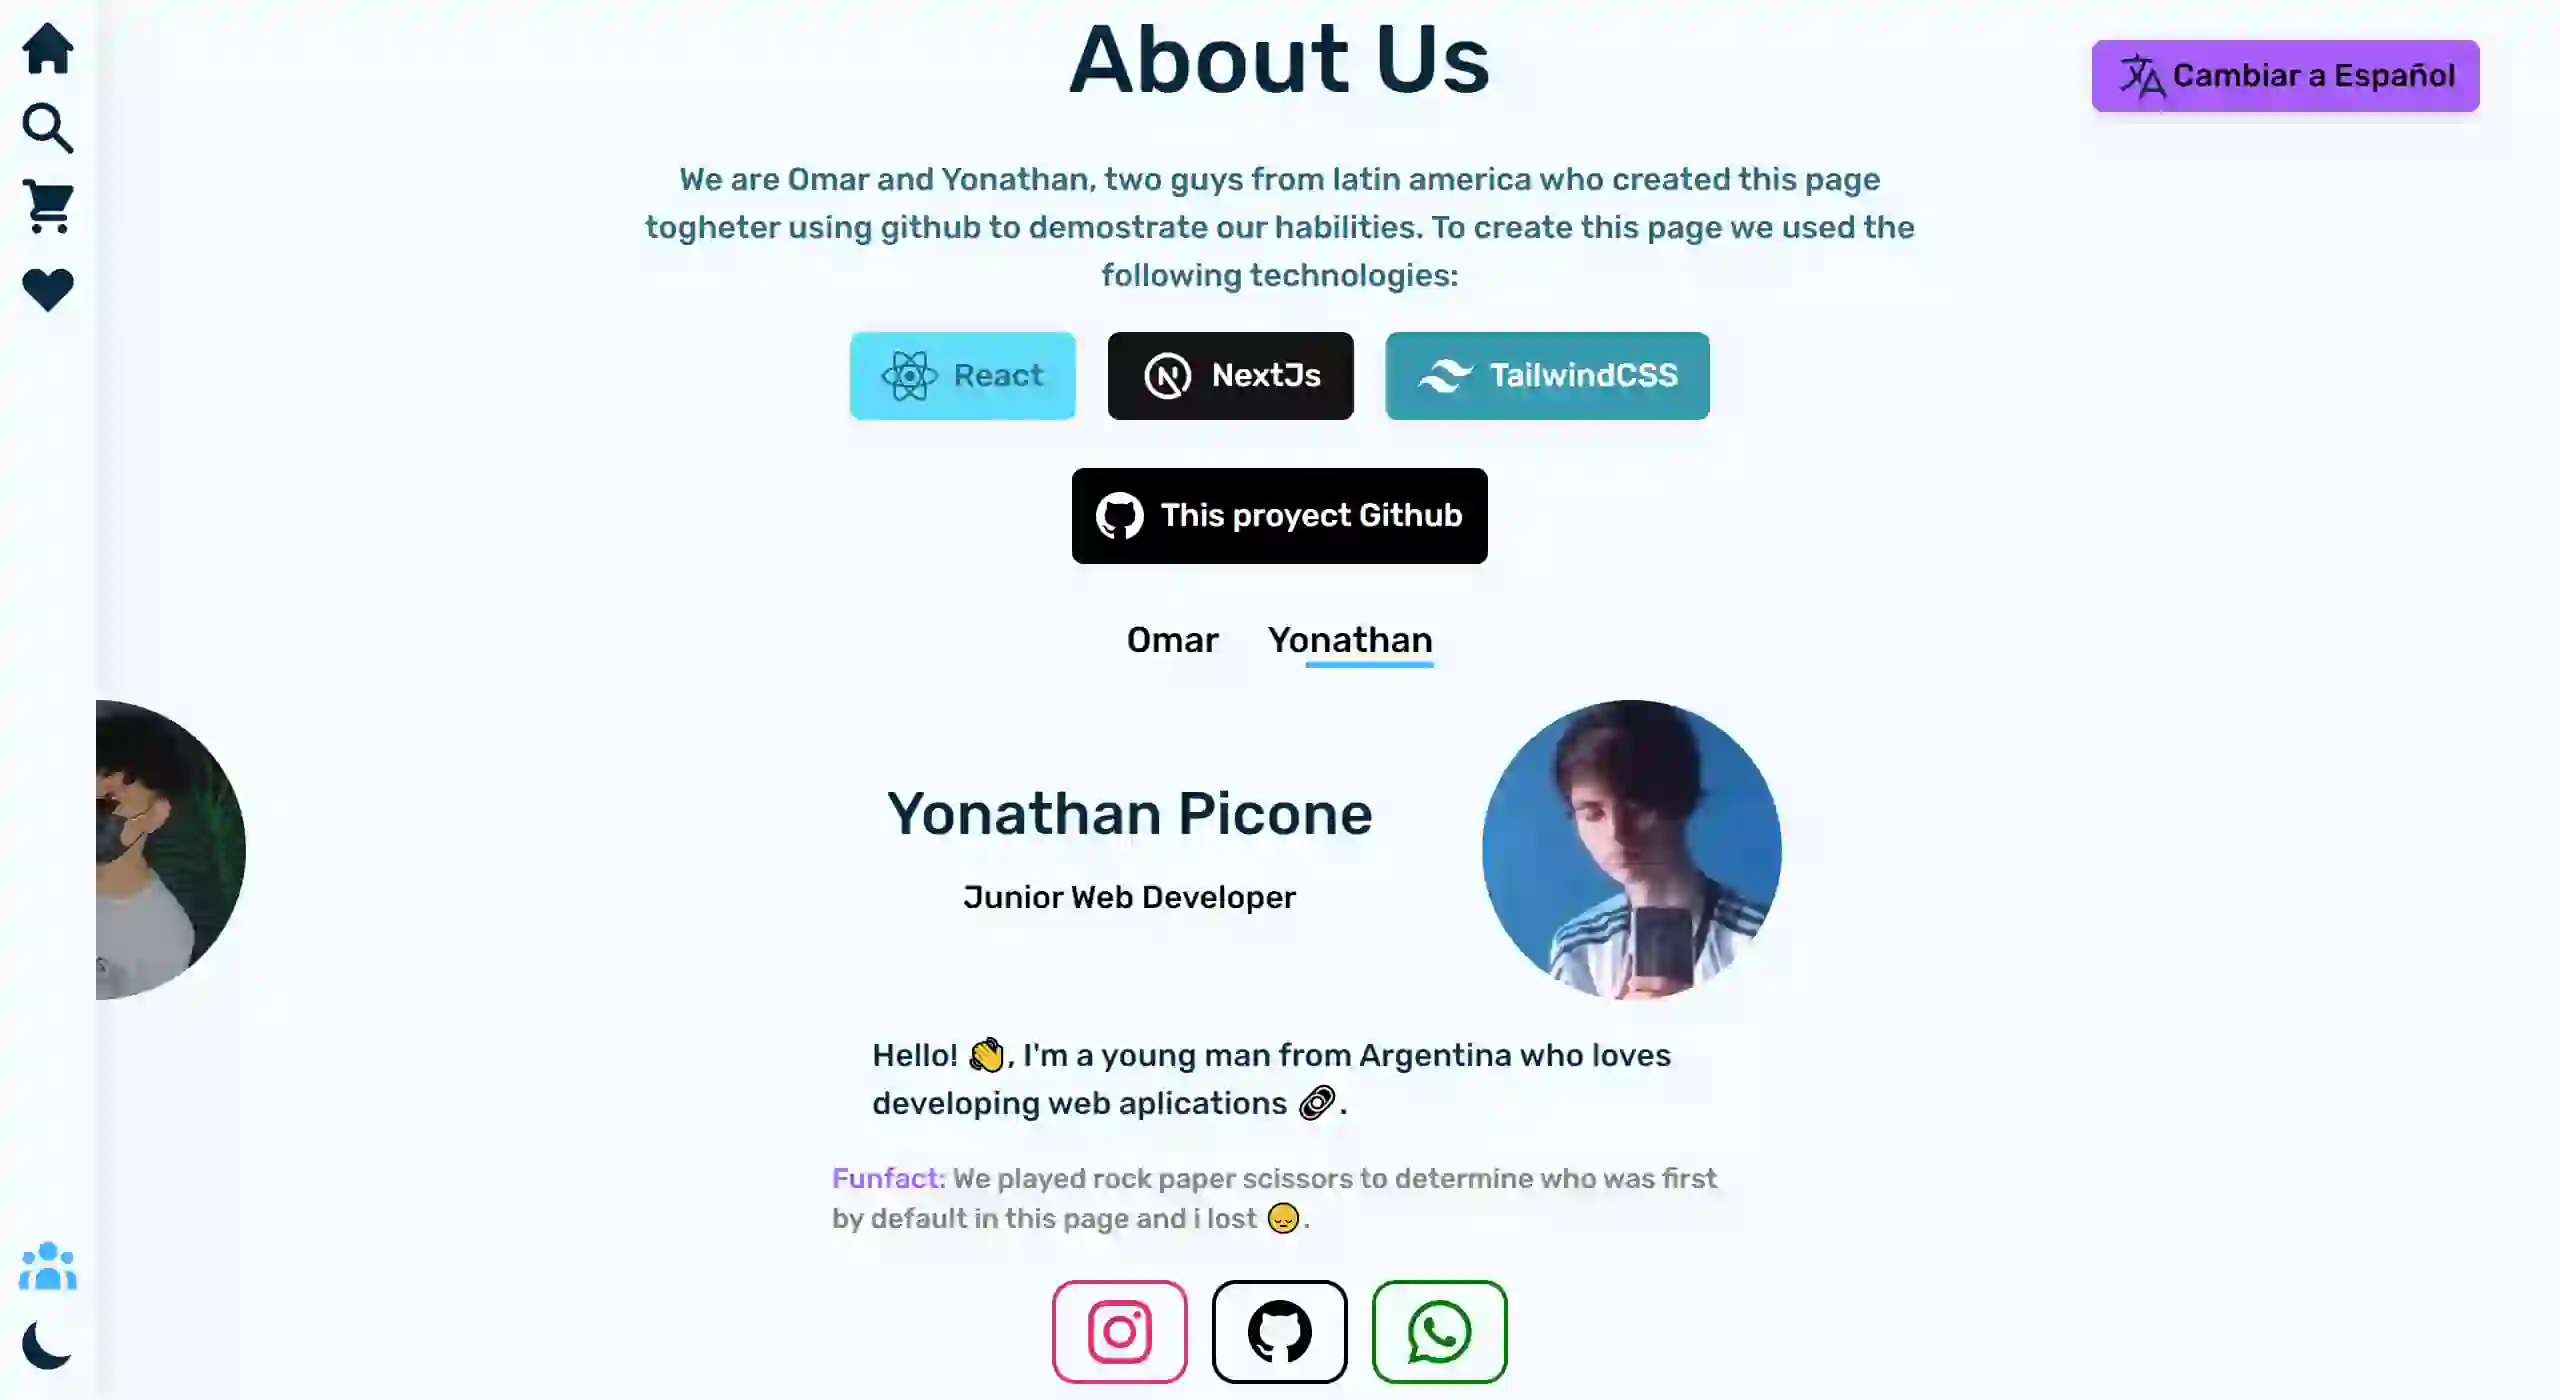 About Us
Cambiar a Español
We are Omar and Yonathan, two guys from latin america who created this page
togheter using github to demostrate our habilities. To create this page we used the
following technologies:
React
NextJs
TailwindCSS
This proyect Github
Omar
Yonathan
Yonathan Picone
Junior Web Developer
Hello! 👋, I'm a young man from Argentina who loves
developing web aplications 🔗.
Funfact: We played rock paper scissors to determine who was first
by default in this page and i lost 😔.